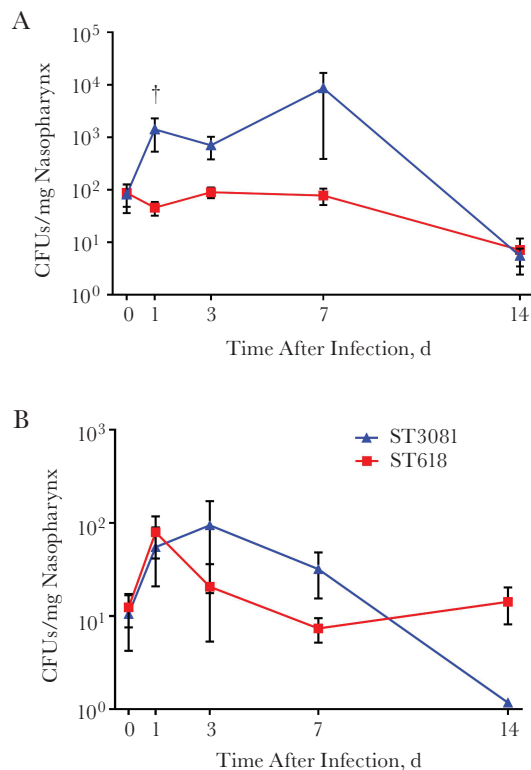 A
10⁵
10⁴
10³
10²
10¹
10⁰
CFUs/mg Nasopharynx
†
0 1 3 7 14
Time After Infection, d
B
10³
10²
10¹
10⁰
CFUs/mg Nasopharynx
ST3081
ST618
0 1 3 7 14
Time After Infection, d